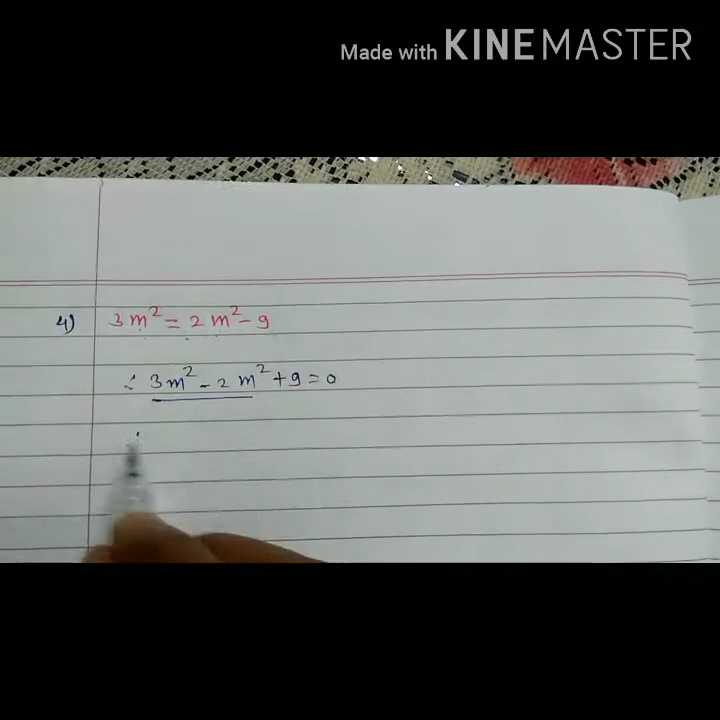 Made with KINEMASTER
4) 3m² = 2m² - 9
∴ 3m² - 2m² + 9 = 0